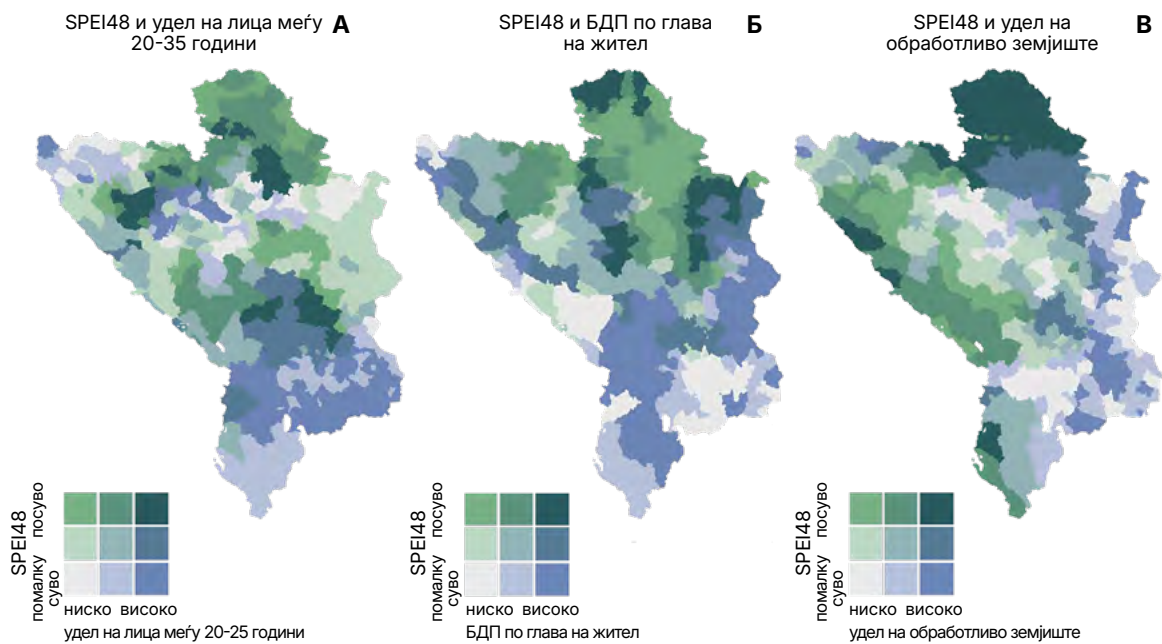 SPEI48 и удел на лица меѓу
20-35 години
А
SPEI48 и БДП по глава
на жител
Б
SPEI48 и удел на
обработливо земјиште
В
SPEI48
посуво
помалку
суво
ниско високо
удел на лица меѓу 20-25 години
SPEI48
посуво
помалку
суво
ниско високо
БДП по глава на жител
SPEI48
посуво
помалку
суво
ниско високо
удел на обработливо земјиште